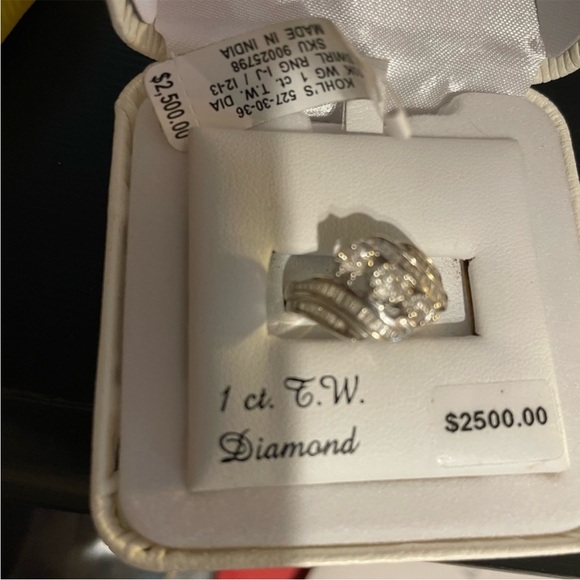 KOHL'S 527-30-36
WG 1 ct. T.W. DIA
SWIRL RNG I-J / I2-I3
SKU 90025798
MADE IN INDIA
$2,500.00
1 ct. T.W.
Diamond
$2500.00